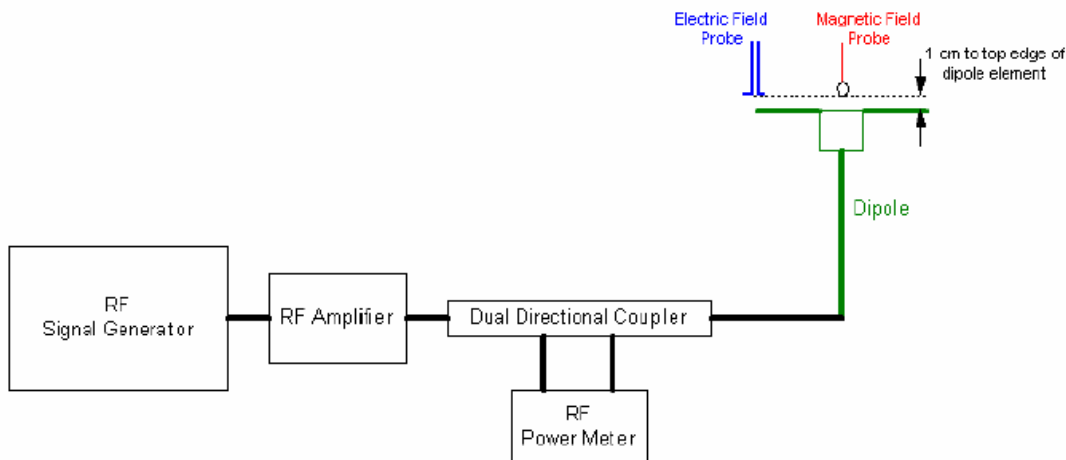 Electric Field
Probe
Magnetic Field
Probe
1 cm to top edge of
dipole element
Dipole
RF
Signal Generator
RF Amplifier
Dual Directional Coupler
RF
Power Meter